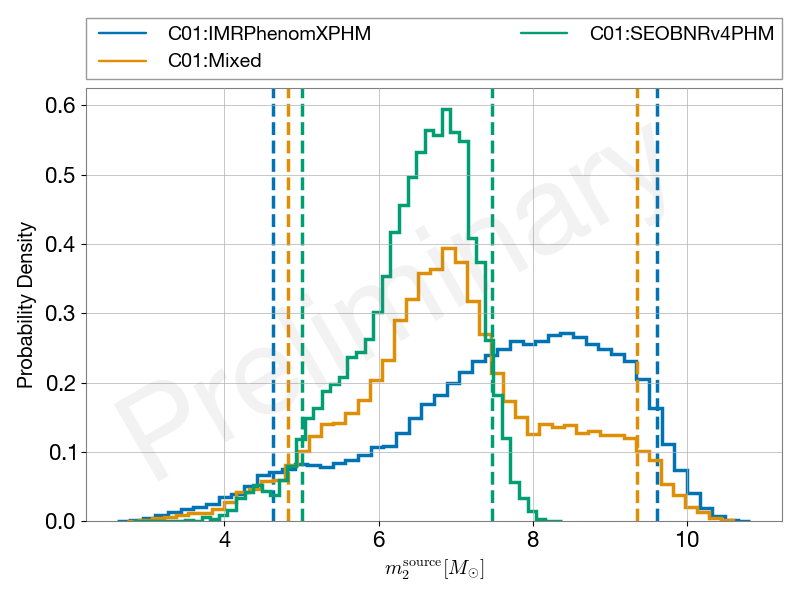 C01:IMRPhenomXPHM
C01:SEOBNRv4PHM
C01:Mixed
0.6
0.5
0.4
0.3
0.2
0.1
0.0
Probability Density
Preliminary
4 6 8 10
m₂^source [M☉]